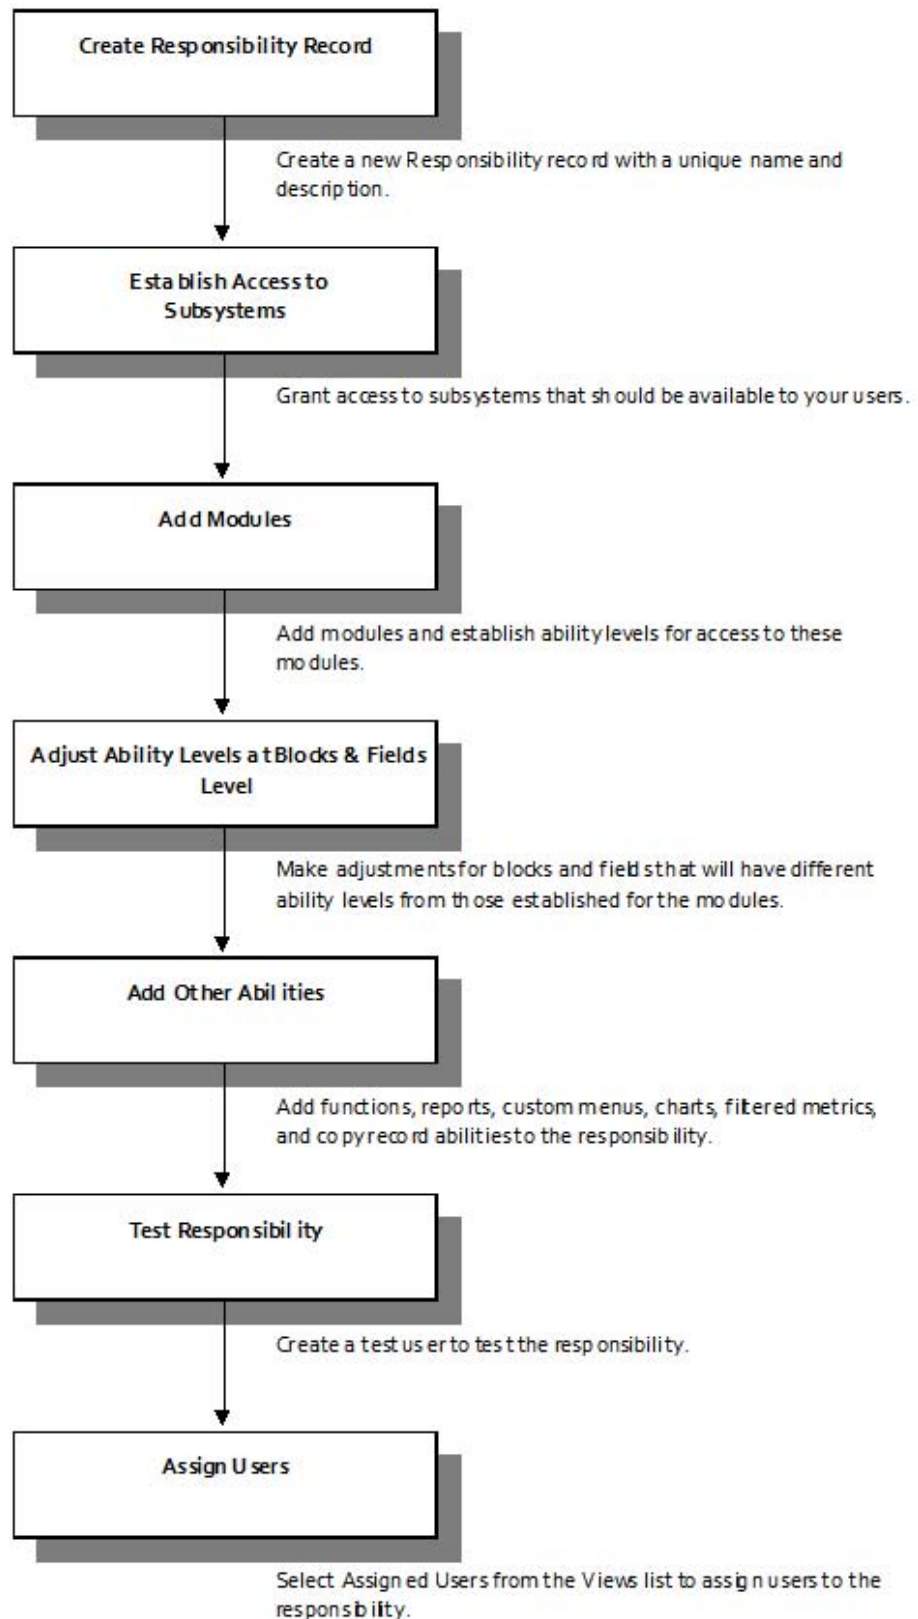 Create Responsibility Record
Create a new Responsibility record with a unique name and
description.
Establish Access to
Subsystems
Grant access to subsystems that should be available to your users.
Add Modules
Add modules and establish ability levels for access to these
modules.
Adjust Ability Levels at Blocks & Fields
Level
Make adjustments for blocks and fields that will have different
ability levels from those established for the modules.
Add Other Abilities
Add functions, reports, custom menus, charts, filtered metrics,
and copy record abilities to the responsibility.
Test Responsibility
Create a test user to test the responsibility.
Assign Users
Select Assigned Users from the Views list to assign users to the
responsibility.